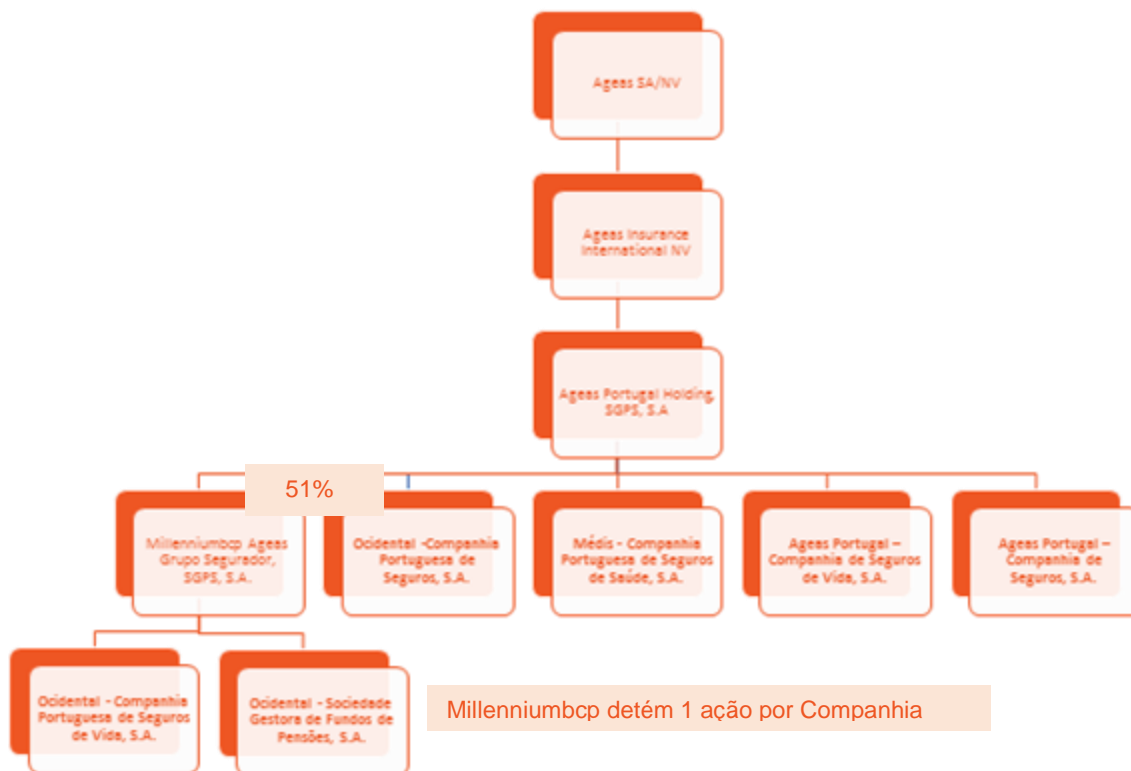 Ageas SA/NV
Ageas Insurance
International NV
Ageas Portugal Holding,
SGPS, S.A
51%
Millenniumbcp Ageas
Grupo Segurador,
SGPS, S.A.
Ocidental -Companhia
Portuguesa de
Seguros, S.A.
Médis - Companhia
Portuguesa de Seguros
de Saúde, S.A.
Ageas Portugal –
Companhia de Seguros
de Vida, S.A.
Ageas Portugal –
Companhia de
Seguros, S.A.
Ocidental - Companhia
Portuguesa de Seguros
de Vida, S.A.
Ocidental - Sociedade
Gestora de Fundos de
Pensões, S.A.
Millenniumbcp detém 1 ação por Companhia